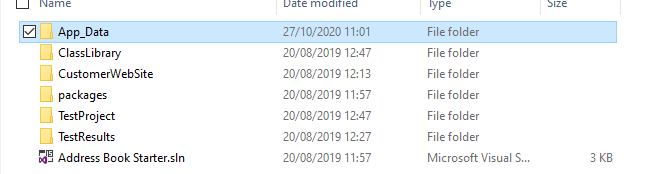 Name Date modified Type Size
App_Data 27/10/2020 11:01 File folder
ClassLibrary 20/08/2019 12:47 File folder
CustomerWebSite 20/08/2019 12:13 File folder
packages 20/08/2019 11:57 File folder
TestProject 20/08/2019 12:47 File folder
TestResults 20/08/2019 12:27 File folder
Address Book Starter.sln 20/08/2019 11:57 Microsoft Visual S... 3 KB